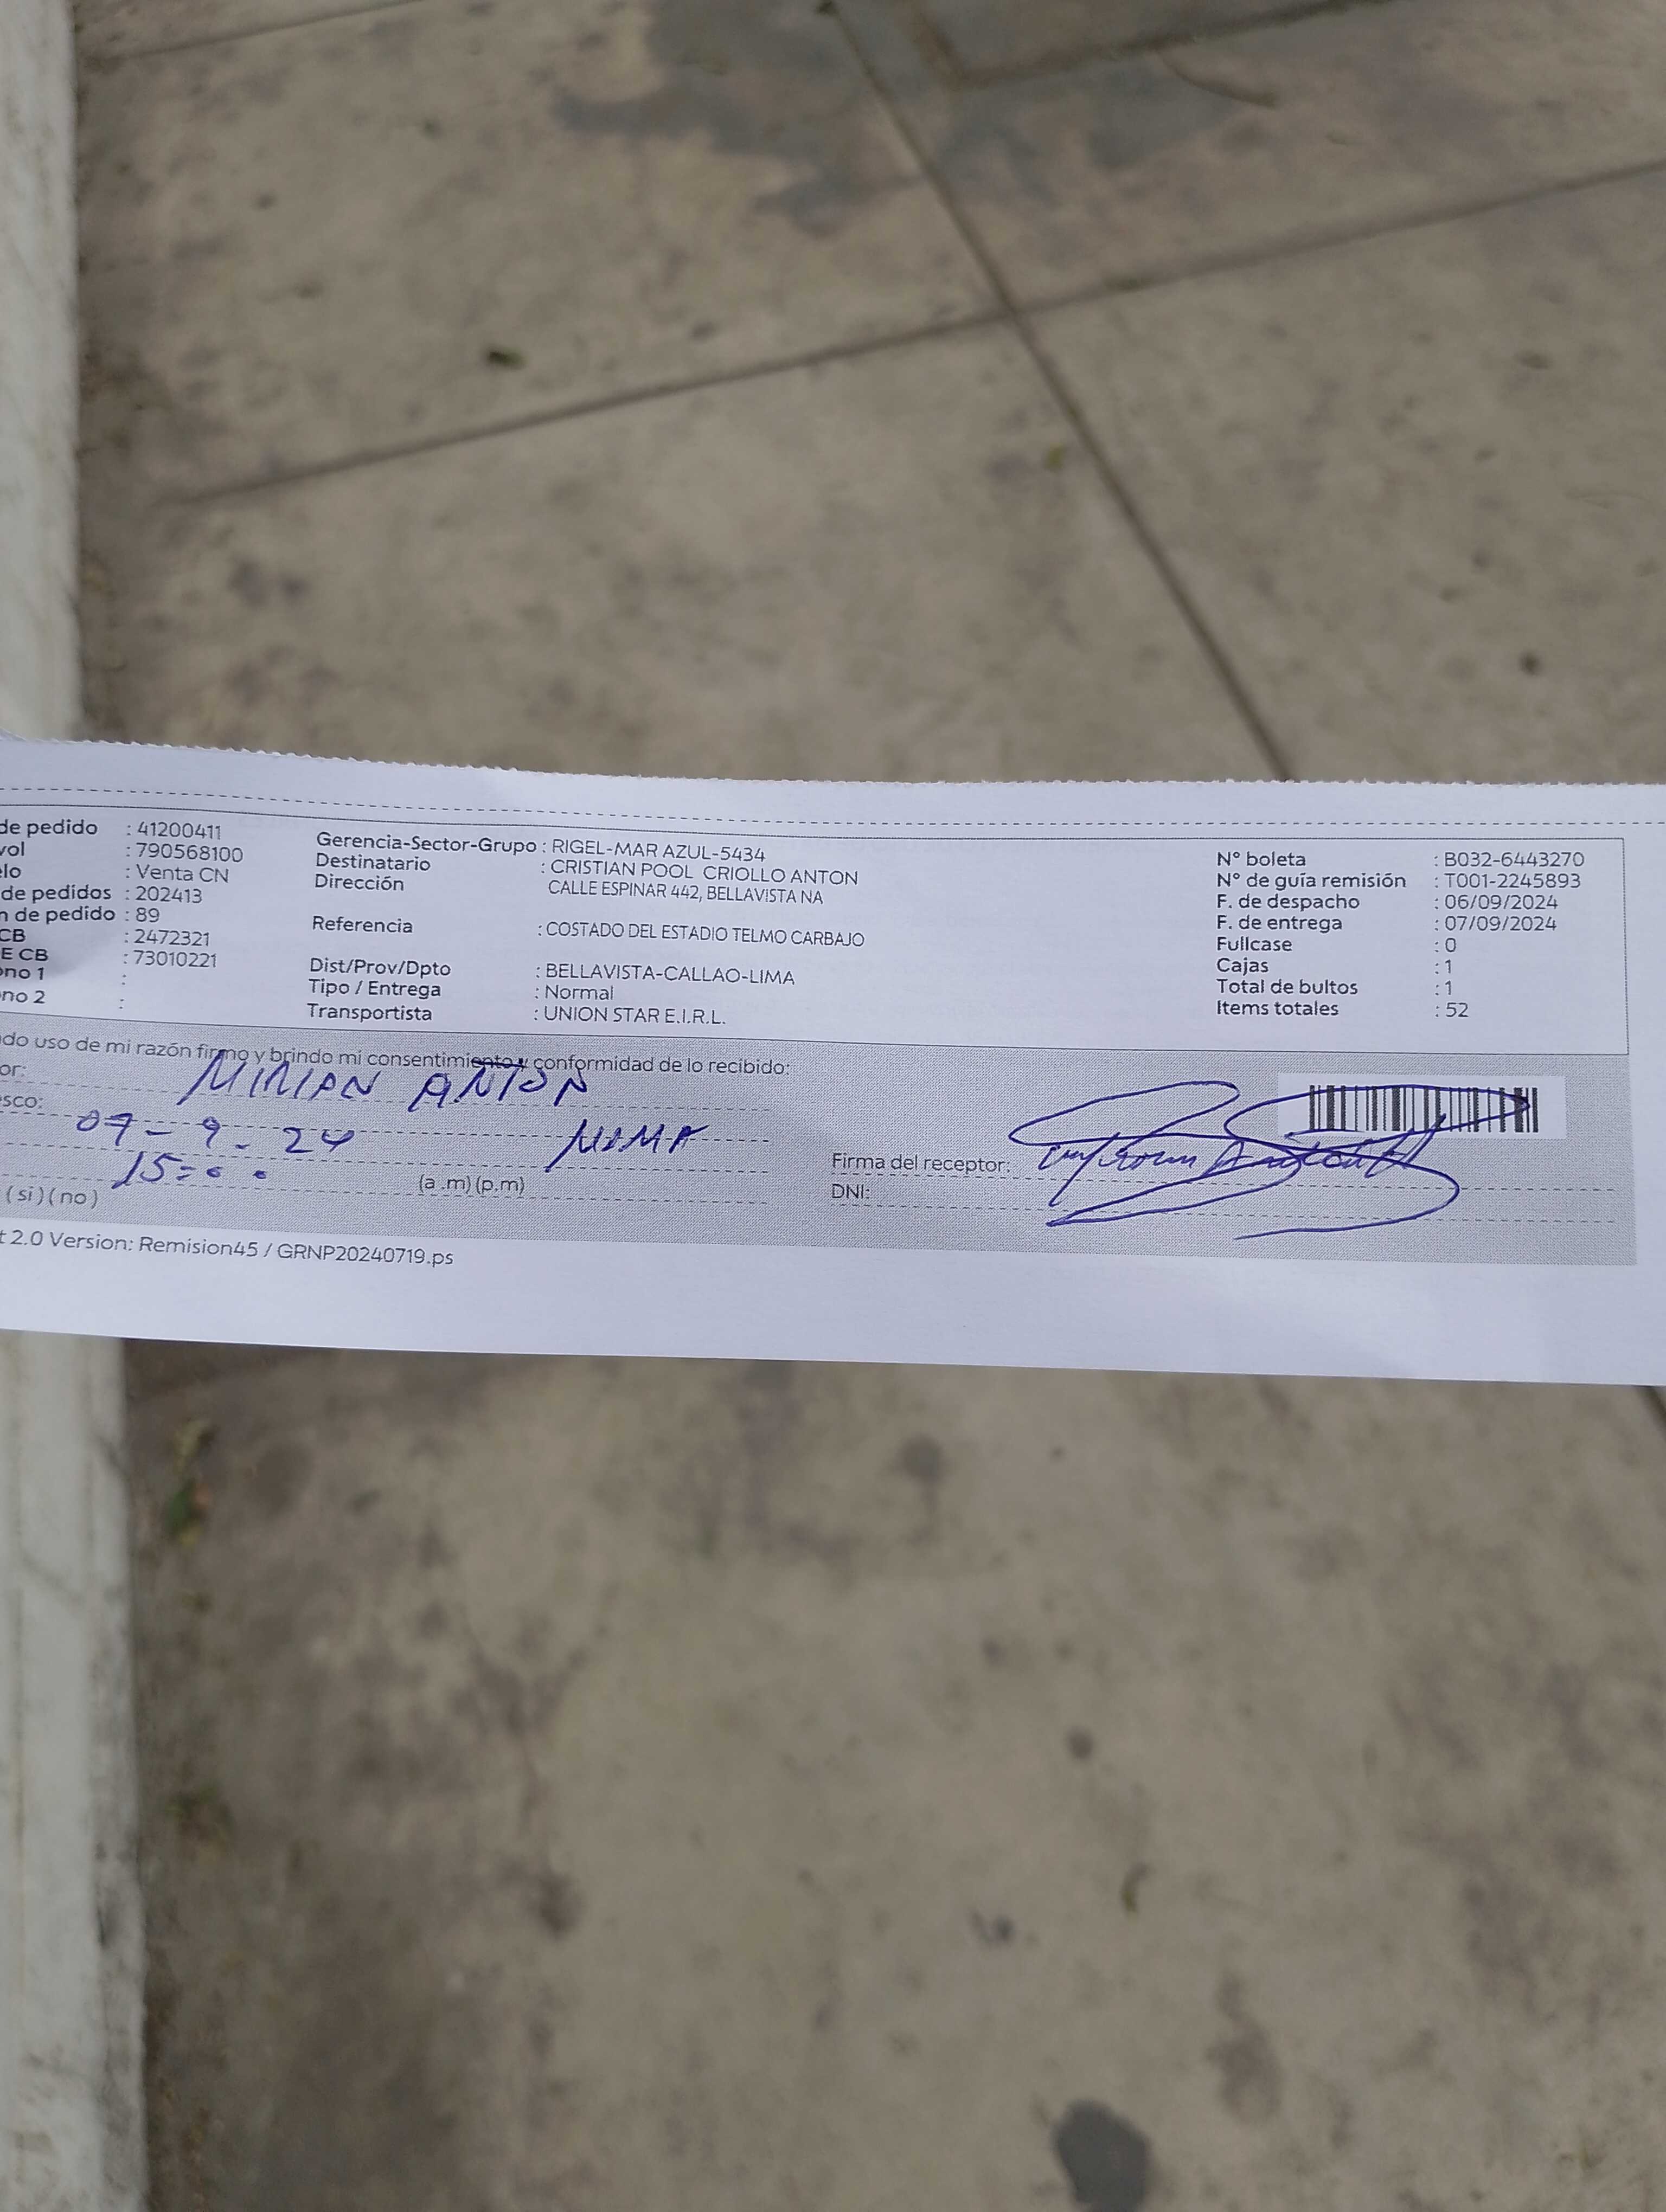 de pedido : 41200411
vol : 790568100
elo : Venta CN
de pedidos : 202413
n de pedido : 89
CB : 2472321
E CB : 73010221
ono 1 :
no 2 :
Gerencia-Sector-Grupo : RIGEL-MAR AZUL-5434
Destinatario : CRISTIAN POOL CRIOLLO ANTON
Dirección CALLE ESPINAR 442, BELLAVISTA NA
Referencia : COSTADO DEL ESTADIO TELMO CARBAJO
Dist/Prov/Dpto : BELLAVISTA-CALLAO-LIMA
Tipo / Entrega : Normal
Transportista : UNION STAR E.I.R.L.
N° boleta : B032-6443270
N° de guía remisión : T001-2245893
F. de despacho : 06/09/2024
F. de entrega : 07/09/2024
Fullcase : 0
Cajas : 1
Total de bultos : 1
Items totales : 52
do uso de mi razón firmo y brindo mi consentimiento y conformidad de lo recibido:
or: MIRIAN ANTON
esco:
07-9-24 MAMA
15:00 (a .m) (p.m)
(si) (no)
Firma del receptor:
DNI:
t 2.0 Version: Remision45 / GRNP20240719.ps